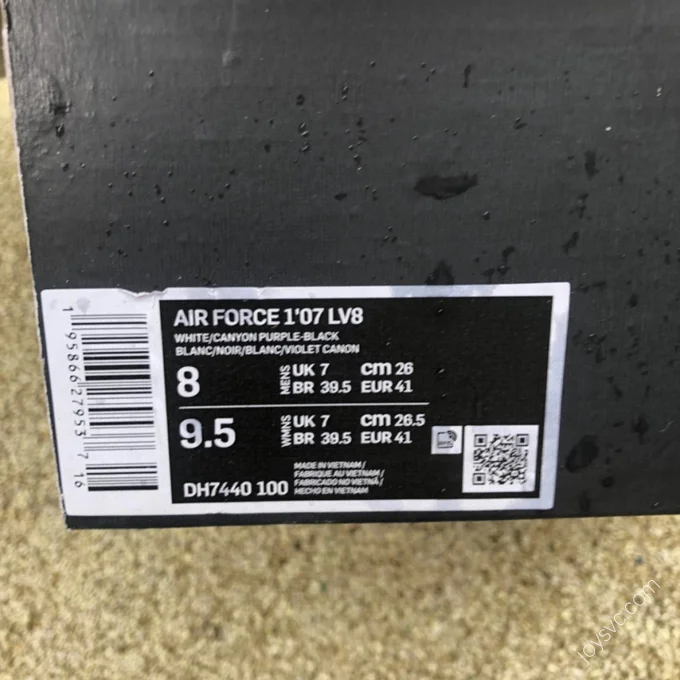 AIR FORCE 1'07 LV8
WHITE/CANYON PURPLE-BLACK
BLANC/NOIR/BLANC/VIOLET CANON
8 MENS UK 7 cm 26
BR 39.5 EUR 41
9.5 WMNS UK 7 cm 26.5
BR 39.5 EUR 41
DH7440 100
MADE IN VIETNAM /
FABRIQUE AU VIETNAM /
FABRICADO NO VIETNÃ /
HECHO EN VIETNAM
1 95866 27953 7 16
joysvc.com